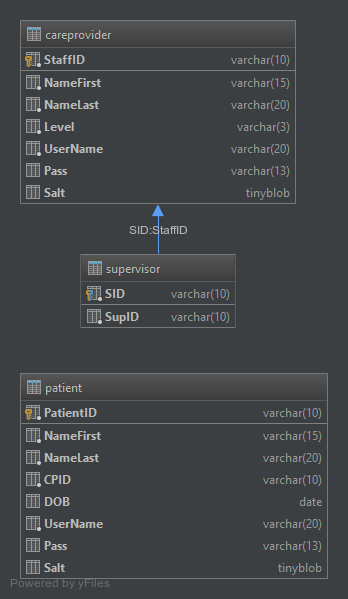 careprovider
StaffID varchar(10)
NameFirst varchar(15)
NameLast varchar(20)
Level varchar(3)
UserName varchar(20)
Pass varchar(13)
Salt tinyblob
SID:StaffID
supervisor
SID varchar(10)
SupID varchar(10)
patient
PatientID varchar(10)
NameFirst varchar(15)
NameLast varchar(20)
CPID varchar(10)
DOB date
UserName varchar(20)
Pass varchar(13)
Salt tinyblob
Powered by yFiles